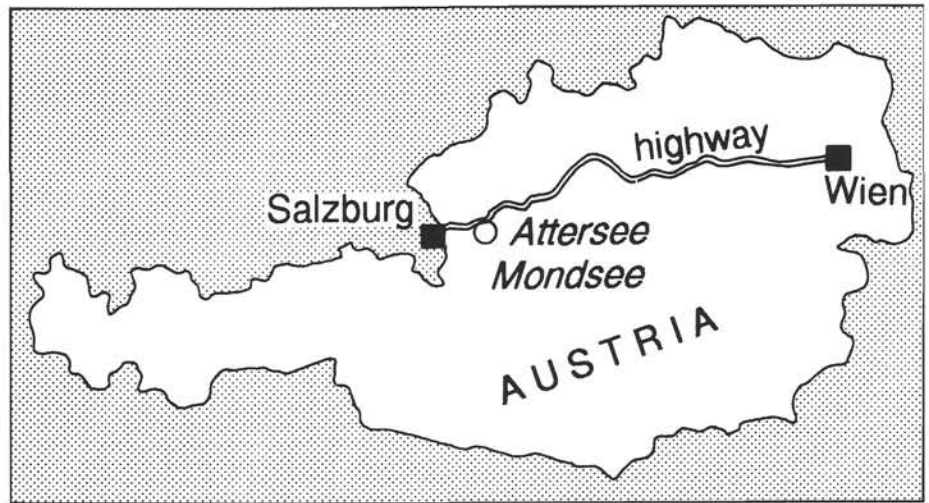 highway
Wien
Salzburg
Attersee
Mondsee
AUSTRIA